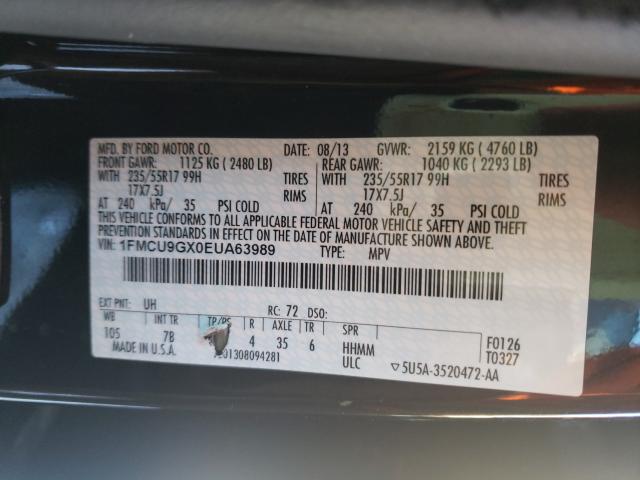 MFD. BY FORD MOTOR CO. DATE: 08/13 GVWR: 2159 KG ( 4760 LB)
FRONT GAWR: 1125 KG ( 2480 LB) REAR GAWR: 1040 KG ( 2293 LB)
WITH 235/55R17 99H TIRES WITH 235/55R17 99H TIRES
17X7.5J RIMS 17X7.5J RIMS
AT 240 kPa/ 35 PSI COLD AT 240 kPa/ 35 PSI COLD
THIS VEHICLE CONFORMS TO ALL APPLICABLE FEDERAL MOTOR VEHICLE SAFETY AND THEFT
PREVENTION STANDARDS IN EFFECT ON THE DATE OF MANUFACTURE SHOWN ABOVE.
VIN: 1FMCU9GX0EUA63989 TYPE: MPV
EXT PNT: UH RC: 72 DSO:
WB INT TR TP/PS R AXLE TR SPR
105 7B 4 35 6 HHMM F0126
MADE IN U.S.A. 01308094281 ULC T0327
▽5U5A-3520472-AA